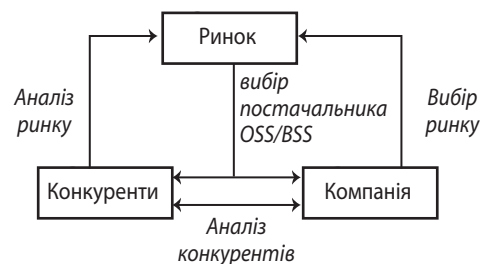 Ринок
Аналіз
ринку
вибір
постачальника
OSS/BSS
Вибір
ринку
Конкуренти
Компанія
Аналіз
конкурентів